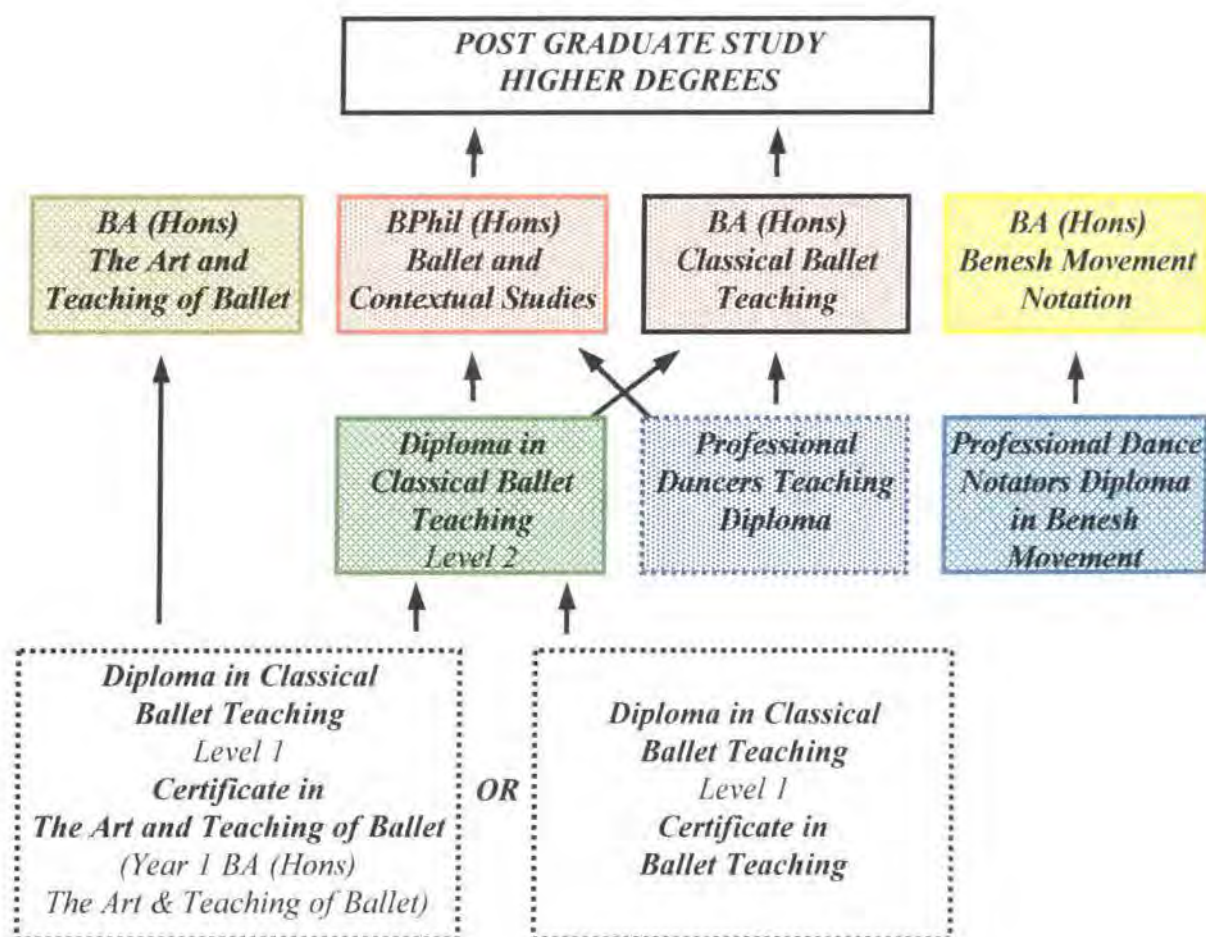 POST GRADUATE STUDY
HIGHER DEGREES
BA (Hons)
The Art and
Teaching of Ballet
BPhil (Hons)
Ballet and
Contextual Studies
BA (Hons)
Classical Ballet
Teaching
BA (Hons)
Benesh Movement
Notation
Diploma in
Classical Ballet
Teaching
Level 2
Professional
Dancers Teaching
Diploma
Professional Dance
Notators Diploma
in Benesh
Movement
Diploma in Classical
Ballet Teaching
Level 1
Certificate in
The Art and Teaching of Ballet
(Year 1 BA (Hons)
The Art & Teaching of Ballet)
OR
Diploma in Classical
Ballet Teaching
Level 1
Certificate in
Ballet Teaching